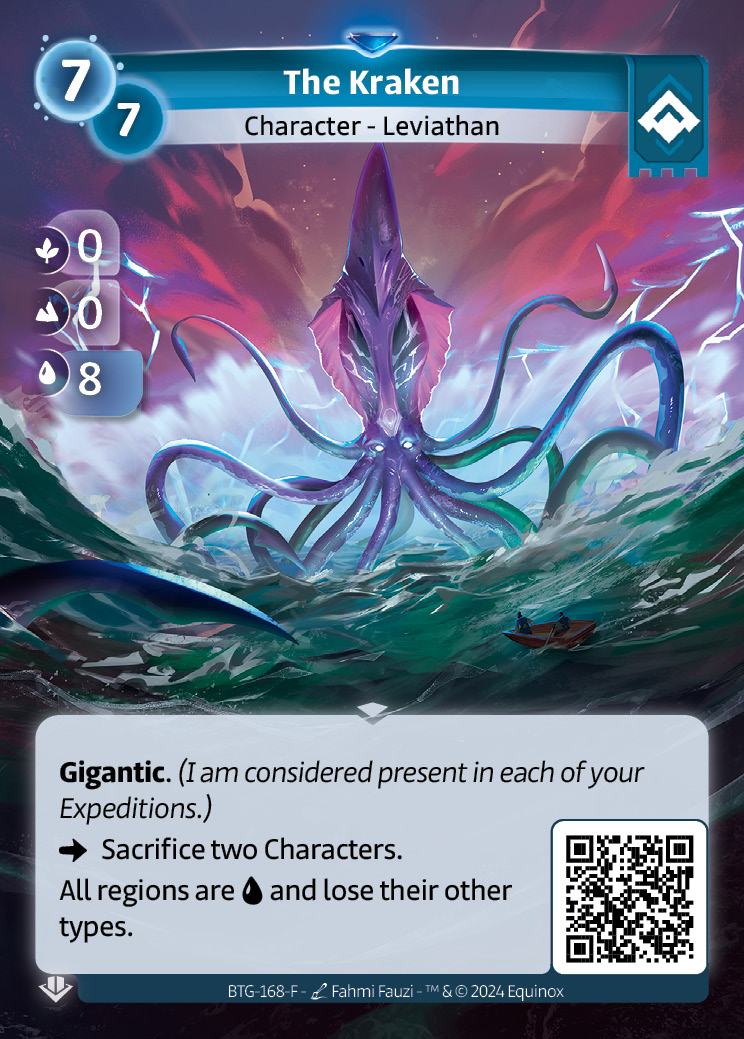 7
7
The Kraken
Character - Leviathan
0
0
8
Gigantic. (I am considered present in each of your
Expeditions.)
Sacrifice two Characters.
All regions are and lose their other
types.
BTG-168-F - Fahmi Fauzi - ™ & © 2024 Equinox